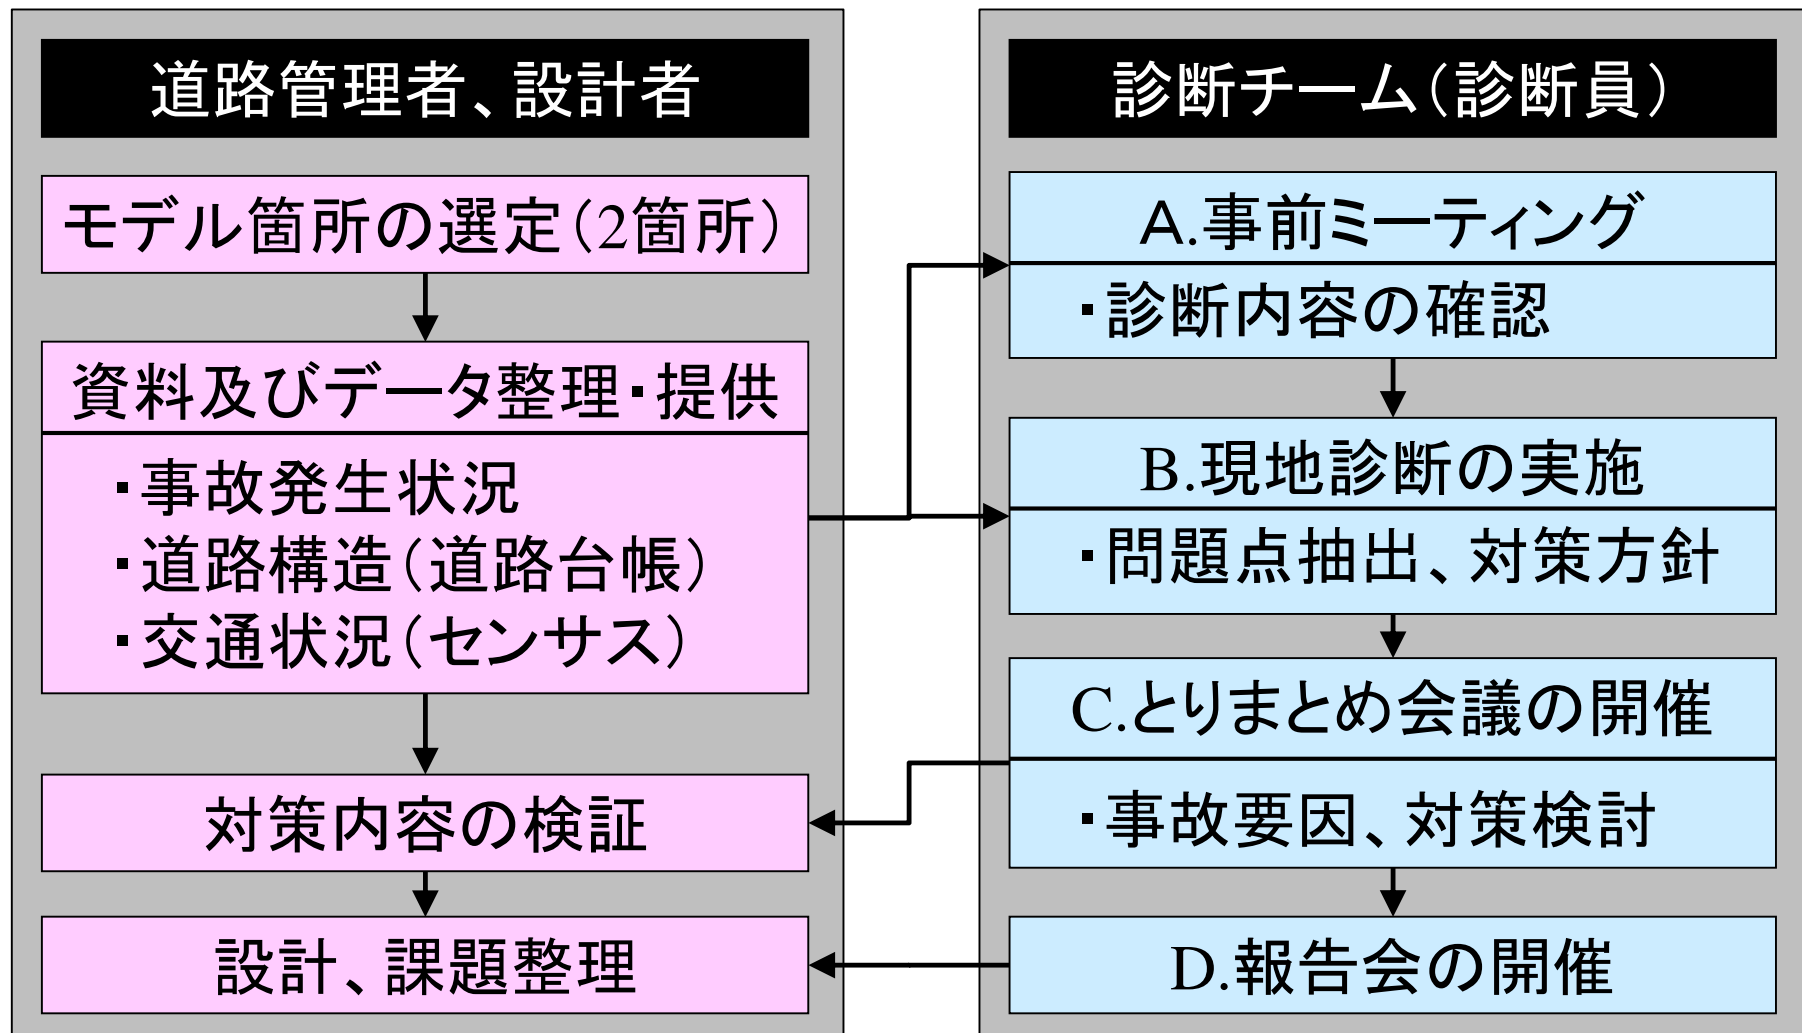 道路管理者、設計者
モデル箇所の選定(2箇所)
資料及びデータ整理・提供
・事故発生状況
・道路構造(道路台帳)
・交通状況(センサス)
対策内容の検証
設計、課題整理
診断チーム(診断員)
A.事前ミーティング
・診断内容の確認
B.現地診断の実施
・問題点抽出、対策方針
C.とりまとめ会議の開催
・事故要因、対策検討
D.報告会の開催